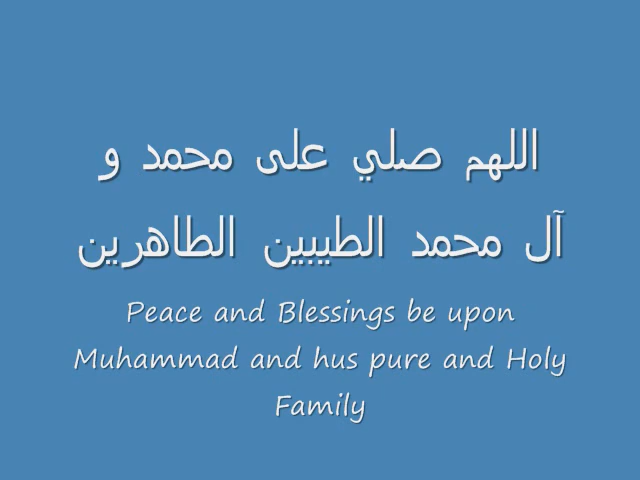 اللهم صلي على محمد و
آل محمد الطيبين الطاهرين
Peace and Blessings be upon
Muhammad and hus pure and Holy
Family